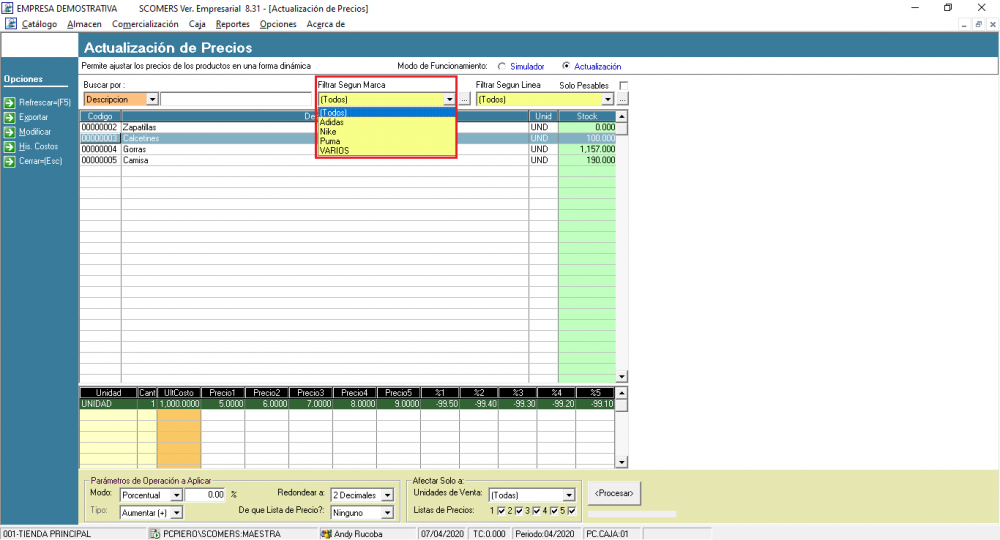 EMPRESA DEMOSTRATIVA SCOMERS Ver. Empresarial 8.31 - [Actualización de Precios]
Catálogo Almacen Comercialización Caja Reportes Opciones Acerca de
Actualización de Precios
Permite ajustar los precios de los productos en una forma dinámica Modo de Funcionamiento: Simulador Actualización
Opciones
Refrescar=(F5)
Exportar
Modificar
His. Costos
Cerrar=(Esc)
Buscar por : Filtrar Segun Marca Filtrar Segun Linea Solo Pesables
Descripcion (Todos) ... (Todos) ...
(Todos)
Adidas
Nike
Puma
VARIOS
Codigo De Unid Stock
00000002 Zapatillas UND 0.000
00000003 Calcetines UND 100.000
00000004 Gorras UND 1,157.000
00000005 Camisa UND 190.000
Unidad Cant UltCosto Precio1 Precio2 Precio3 Precio4 Precio5 %1 %2 %3 %4 %5
UNIDAD 1 1,000.0000 5.0000 6.0000 7.0000 8.0000 9.0000 -99.50 -99.40 -99.30 -99.20 -99.10
Parámetros de Operación a Aplicar
Modo: Porcentual 0.00 % Redondear a: 2 Decimales
Tipo: Aumentar (+) De que Lista de Precio?: Ninguno
Afectar Solo a:
Unidades de Venta: (Todas)
Listas de Precios: 1 2 3 4 5
<Procesar>
001-TIENDA PRINCIPAL PCPIERO\SCOMERS:MAESTRA Andy Rucoba 07/04/2020 TC:0.000 Periodo:04/2020 PC.CAJA:01